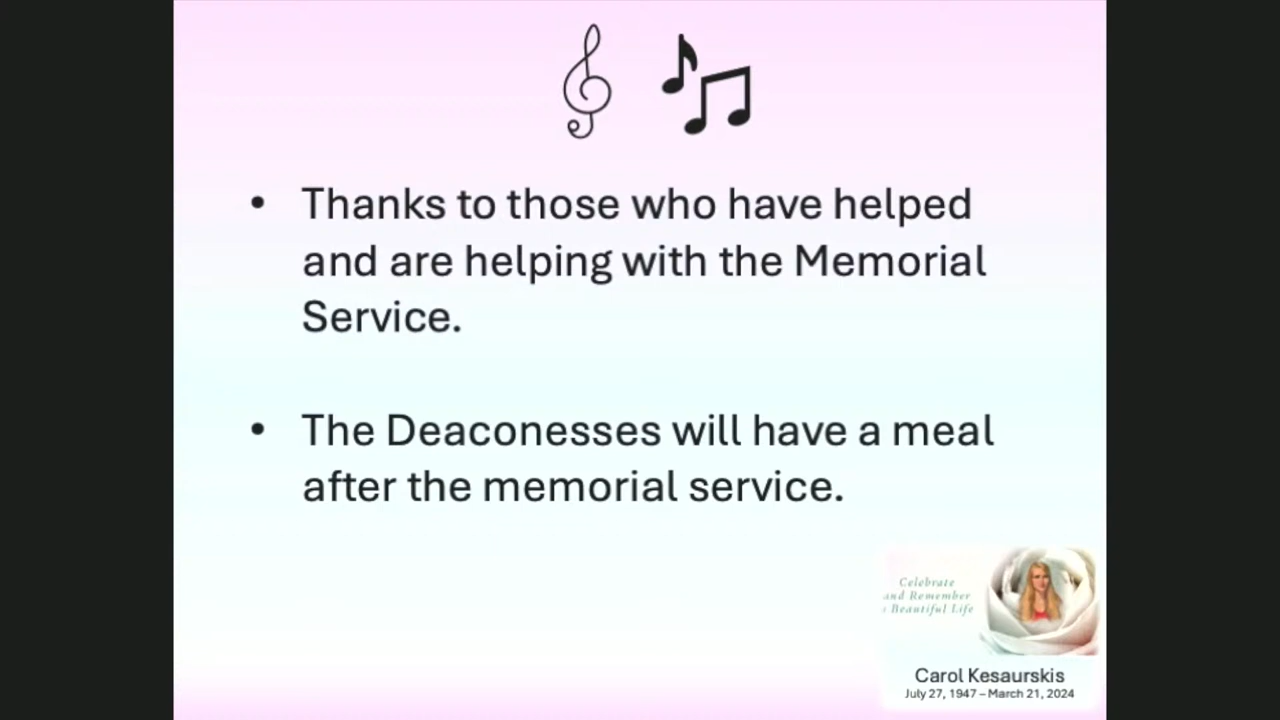 • Thanks to those who have helped
and are helping with the Memorial
Service.
• The Deaconesses will have a meal
after the memorial service.
Celebrate
and Remember
a Beautiful Life
Carol Kesaurskis
July 27, 1947 – March 21, 2024